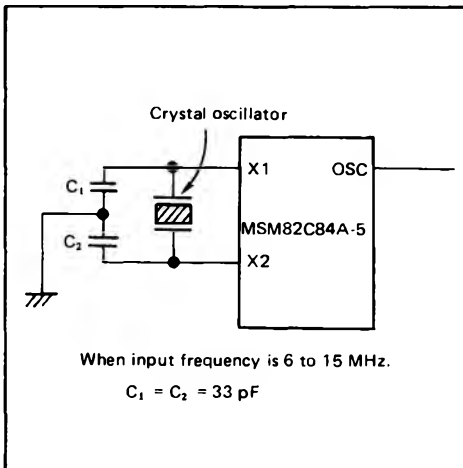 Crystal oscillator
X1
OSC
C₁
MSM82C84A-5
C₂
X2
When input frequency is 6 to 15 MHz.
C₁ = C₂ = 33 pF